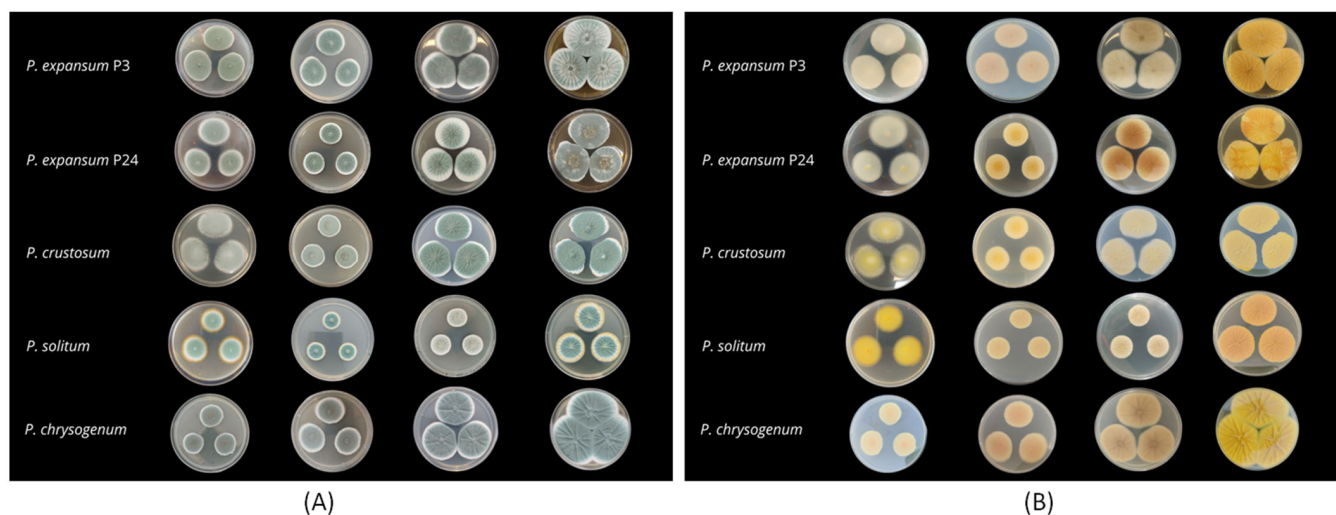 P. expansum P3
P. expansum P24
P. crustosum
P. solitum
P. chrysogenum
(A)
P. expansum P3
P. expansum P24
P. crustosum
P. solitum
P. chrysogenum
(B)